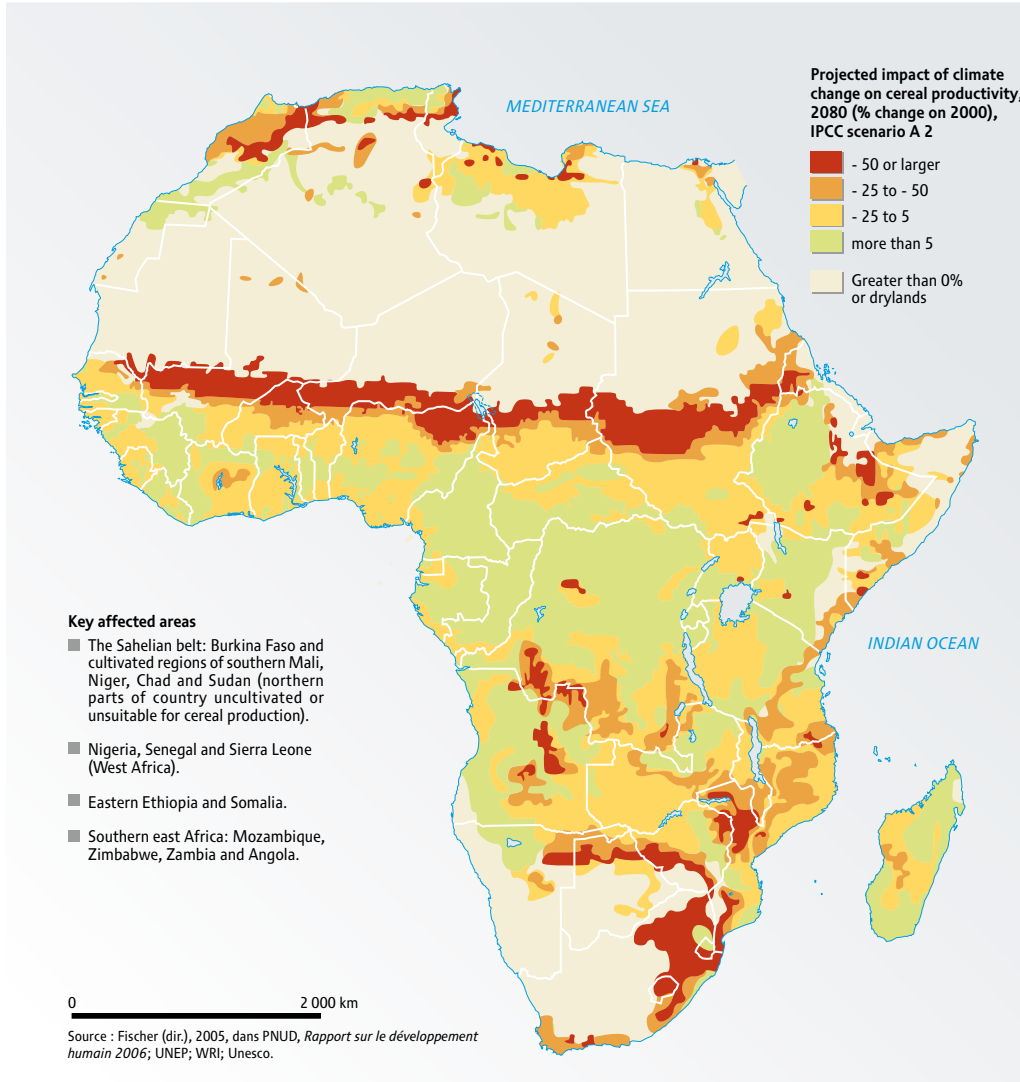 MEDITERRANEAN SEA
Projected impact of climate
change on cereal productivity,
2080 (% change on 2000),
IPCC scenario A 2
- 50 or larger
- 25 to - 50
- 25 to 5
more than 5
Greater than 0%
or drylands
INDIAN OCEAN
Key affected areas
The Sahelian belt: Burkina Faso and
cultivated regions of southern Mali,
Niger, Chad and Sudan (northern
parts of country uncultivated or
unsuitable for cereal production).
Nigeria, Senegal and Sierra Leone
(West Africa).
Eastern Ethiopia and Somalia.
Southern east Africa: Mozambique,
Zimbabwe, Zambia and Angola.
0 2 000 km
Source : Fischer (dir.), 2005, dans PNUD, Rapport sur le développement
humain 2006; UNEP; WRI; Unesco.